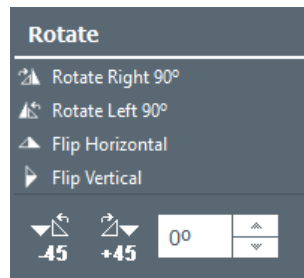 Rotate
Rotate Right 90º
Rotate Left 90º
Flip Horizontal
Flip Vertical
-45 +45 0º